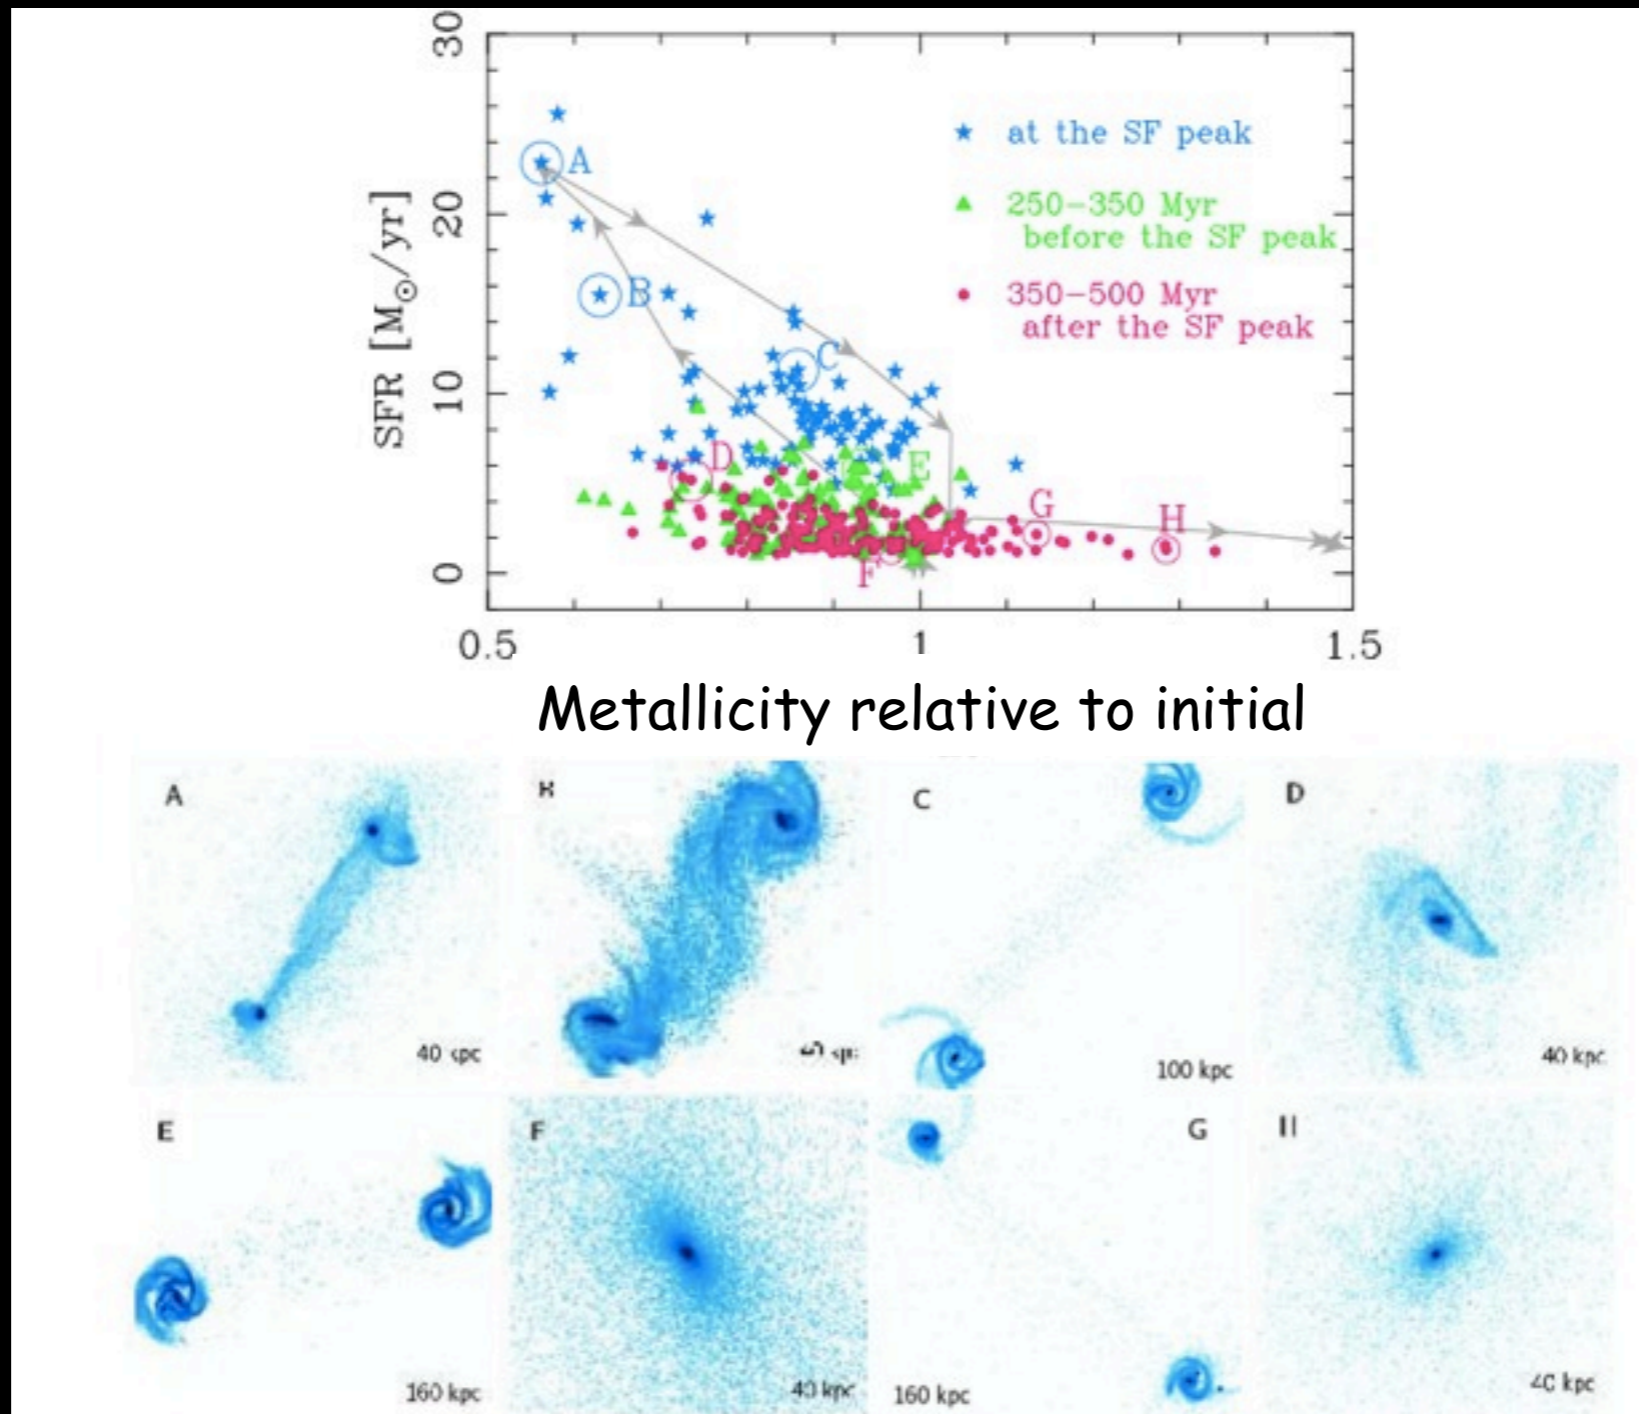 30
20
10
0
SFR [M☉/yr]
at the SF peak
250–350 Myr
before the SF peak
350–500 Myr
after the SF peak
A
B
C
D
E
F
G
H
0.5
1
1.5
Metallicity relative to initial
A
C
D
40 kpc
100 kpc
40 kpc
E
F
G
H
160 kpc
40 kpc
160 kpc
40 kpc